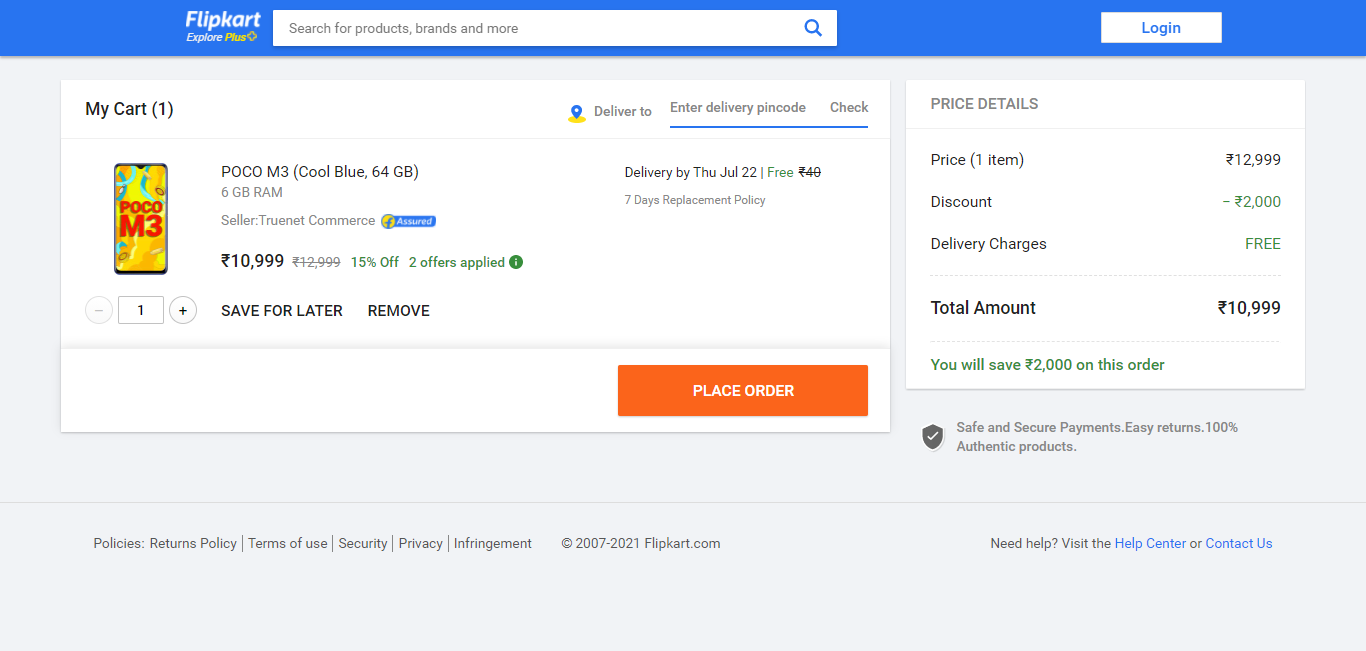 Flipkart
Explore Plus
Search for products, brands and more
Login
My Cart (1)
Deliver to
Enter delivery pincode
Check
POCO M3
POCO M3 (Cool Blue, 64 GB)
6 GB RAM
Seller:Truenet Commerce
Assured
₹10,999 ₹12,999 15% Off 2 offers applied
Delivery by Thu Jul 22 | Free ₹40
7 Days Replacement Policy
− 1 +
SAVE FOR LATER
REMOVE
PLACE ORDER
PRICE DETAILS
Price (1 item) ₹12,999
Discount − ₹2,000
Delivery Charges FREE
Total Amount ₹10,999
You will save ₹2,000 on this order
Safe and Secure Payments.Easy returns.100%
Authentic products.
Policies: Returns Policy | Terms of use | Security | Privacy | Infringement
© 2007-2021 Flipkart.com
Need help? Visit the Help Center or Contact Us